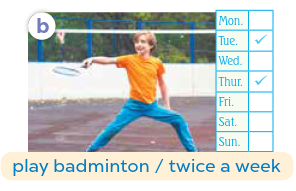 b
Mon.
Tue. ✓
Wed.
Thur. ✓
Fri.
Sat.
Sun.
play badminton / twice a week